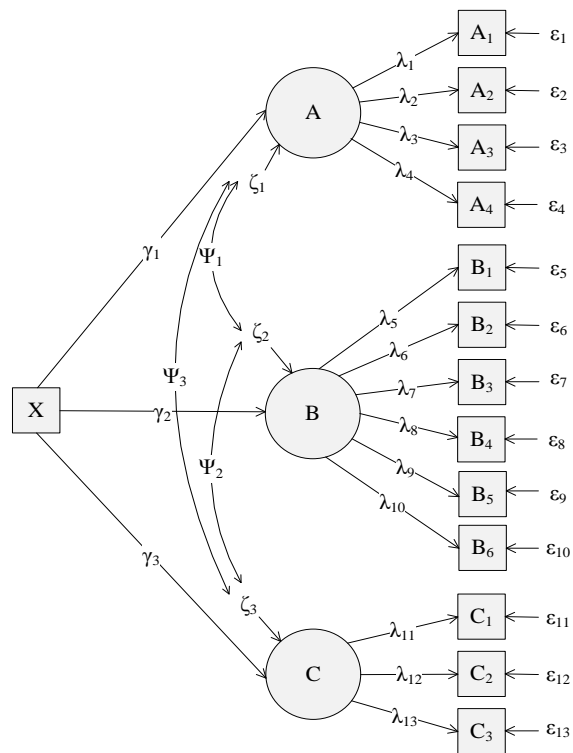 A₁
ε₁
λ₁
A₂
ε₂
λ₂
A
λ₃
A₃
ε₃
λ₄
ζ₁
A₄
ε₄
γ₁
Ψ₁
B₁
ε₅
λ₅
ζ₂
B₂
ε₆
λ₆
Ψ₃
B₃
ε₇
λ₇
X
γ₂
B
λ₈
B₄
ε₈
Ψ₂
λ₉
B₅
ε₉
λ₁₀
B₆
ε₁₀
γ₃
ζ₃
C₁
ε₁₁
λ₁₁
C
λ₁₂
C₂
ε₁₂
λ₁₃
C₃
ε₁₃